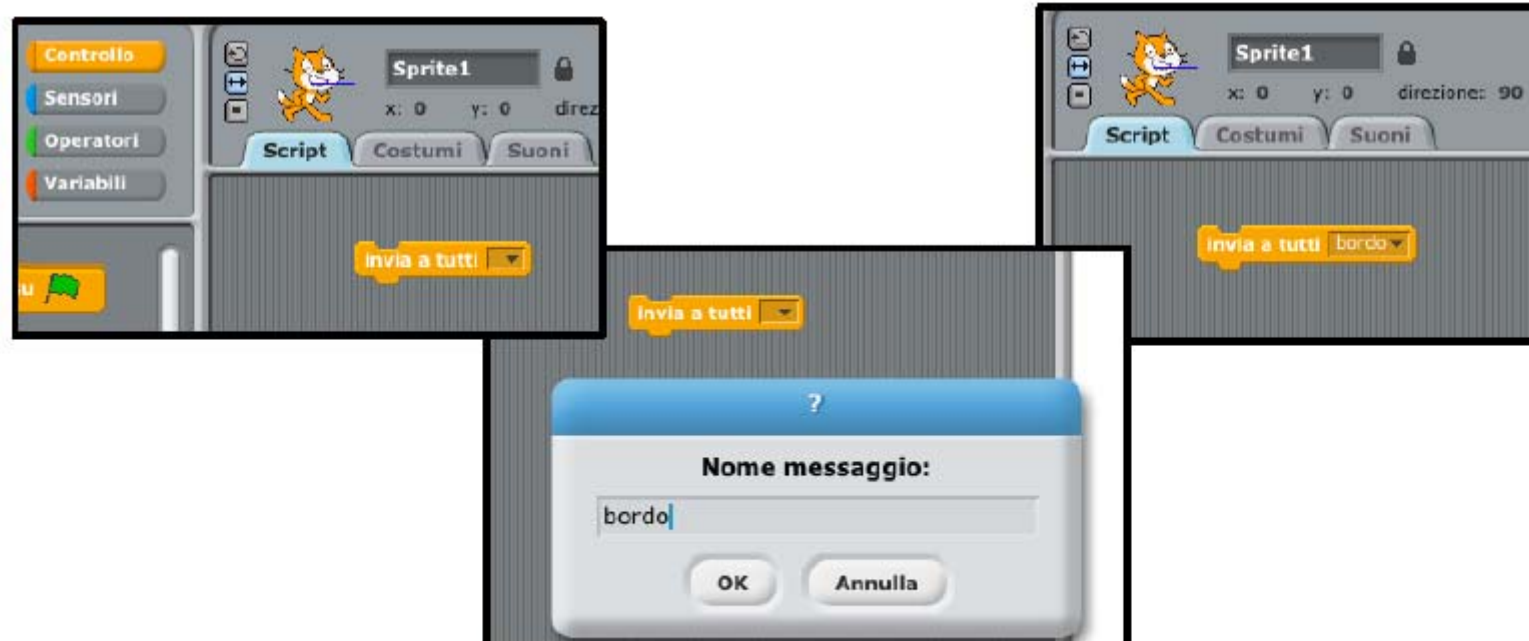 Controllo
Sensori
Operatori
Variabili
Sprite1
x: 0 y: 0 direz
Script Costumi Suoni
invia a tutti
u
invia a tutti
?
Nome messaggio:
bordo
OK Annulla
Sprite1
x: 0 y: 0 direzione: 90
Script Costumi Suoni
invia a tutti bordo